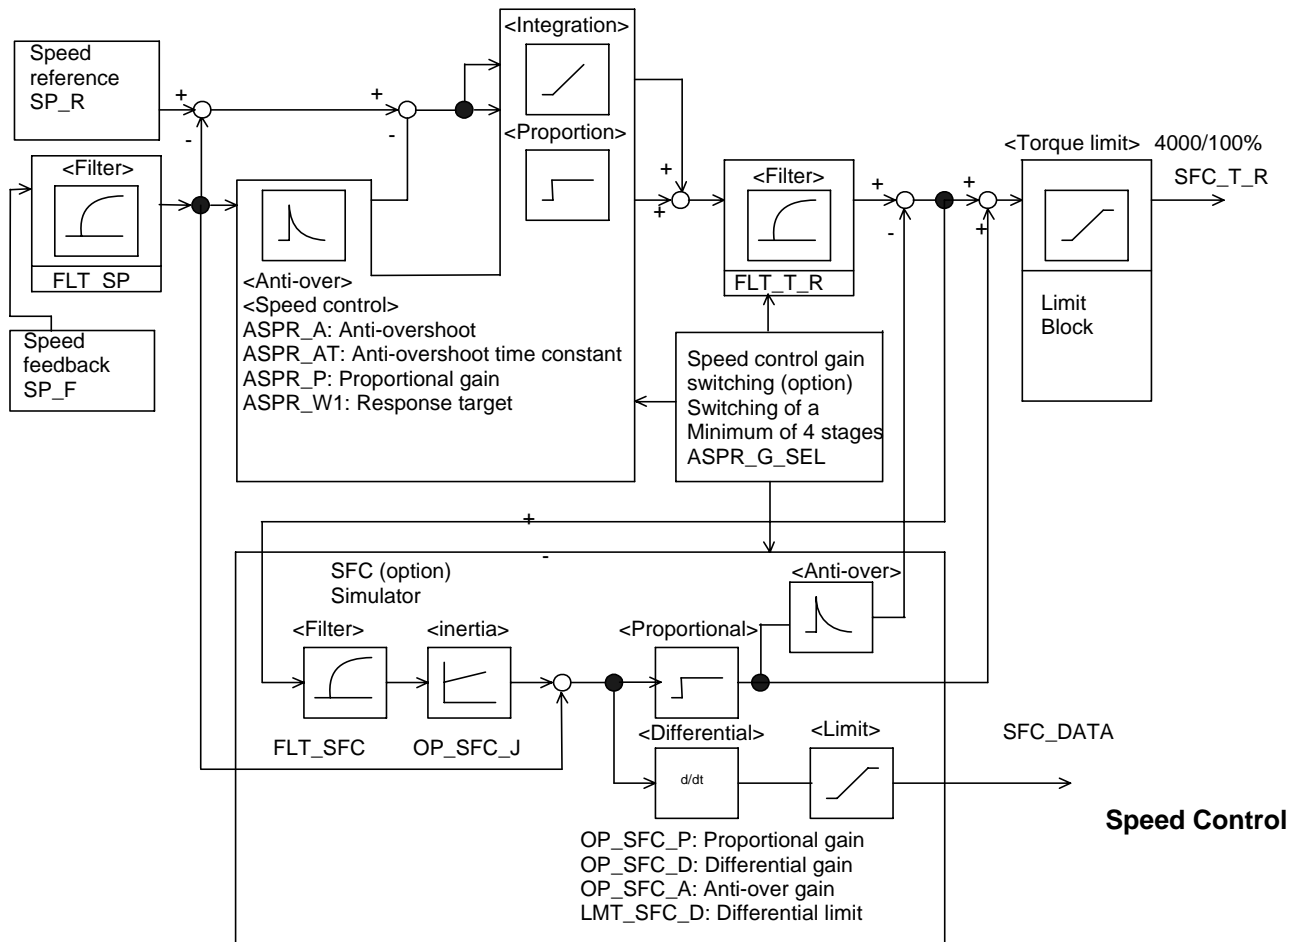 <Integration>
Speed
reference
SP_R
+
+
-
-
<Proportion>
<Torque limit> 4000/100%
SFC_T_R
<Filter>
<Filter>
+
+
+
+
-
+
FLT_SP
<Anti-over>
<Speed control>
ASPR_A: Anti-overshoot
ASPR_AT: Anti-overshoot time constant
ASPR_P: Proportional gain
ASPR_W1: Response target
FLT_T_R
Limit
Block
Speed
feedback
SP_F
Speed control gain
switching (option)
Switching of a
Minimum of 4 stages
ASPR_G_SEL
+
-
SFC (option)
Simulator
<Anti-over>
<Filter>
<inertia>
<Proportional>
FLT_SFC
OP_SFC_J
<Differential>
<Limit>
SFC_DATA
d/dt
Speed Control
OP_SFC_P: Proportional gain
OP_SFC_D: Differential gain
OP_SFC_A: Anti-over gain
LMT_SFC_D: Differential limit